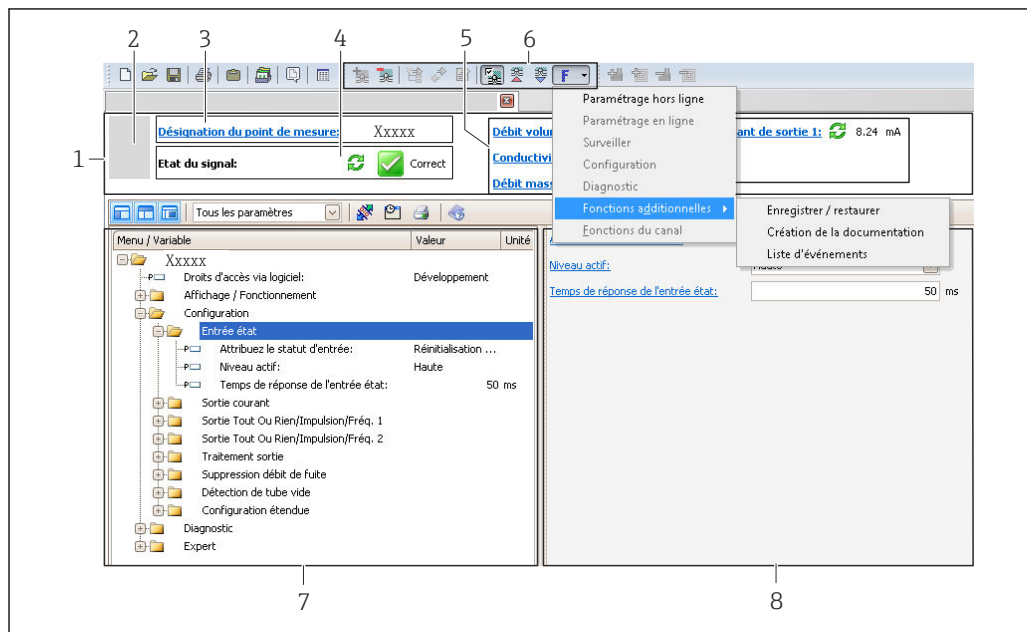 2 3 4 5 6
F
Paramétrage hors ligne
Paramétrage en ligne
Surveiller
Configuration
Diagnostic
Fonctions additionnelles
Fonctions du canal
Enregistrer / restaurer
Création de la documentation
Liste d'événements
1
Désignation du point de mesure: Xxxxx
Etat du signal: Correct
Débit volu
ant de sortie 1: 8.24 mA
Conductivi
Débit mass
Tous les paramètres
Menu / Variable Valeur Unité
Xxxxx
Droits d'accès via logiciel: Développement
Affichage / Fonctionnement
Configuration
Entrée état
Attribuez le statut d'entrée: Réinitialisation ...
Niveau actif: Haute
Temps de réponse de l'entrée état: 50 ms
Sortie courant
Sortie Tout Ou Rien/Impulsion/Fréq. 1
Sortie Tout Ou Rien/Impulsion/Fréq. 2
Traitement sortie
Suppression débit de fuite
Détection de tube vide
Configuration étendue
Diagnostic
Expert
Niveau actif: Haute
Temps de réponse de l'entrée état: 50 ms
7 8